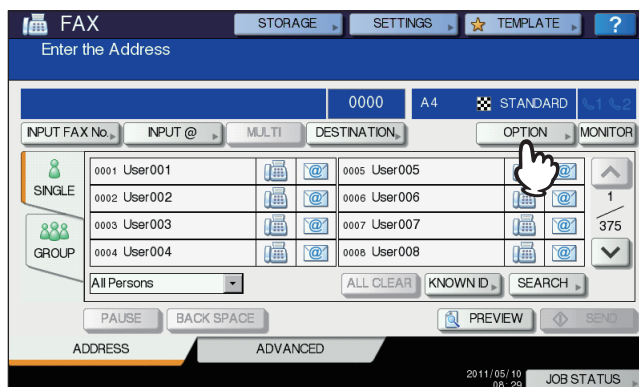 FAX STORAGE SETTINGS TEMPLATE ?
Enter the Address
0000 A4 STANDARD 1 2
INPUT FAX No. INPUT @ MULTI DESTINATION OPTION MONITOR
SINGLE
GROUP
0001 User001 @ 0005 User005 @
0002 User002 @ 0006 User006 @
0003 User003 @ 0007 User007 @
0004 User004 @ 0008 User008 @
1
375
All Persons ALL CLEAR KNOWN ID SEARCH
PAUSE BACK SPACE PREVIEW SEND
ADDRESS ADVANCED
2011/05/10
08:29
JOB STATUS